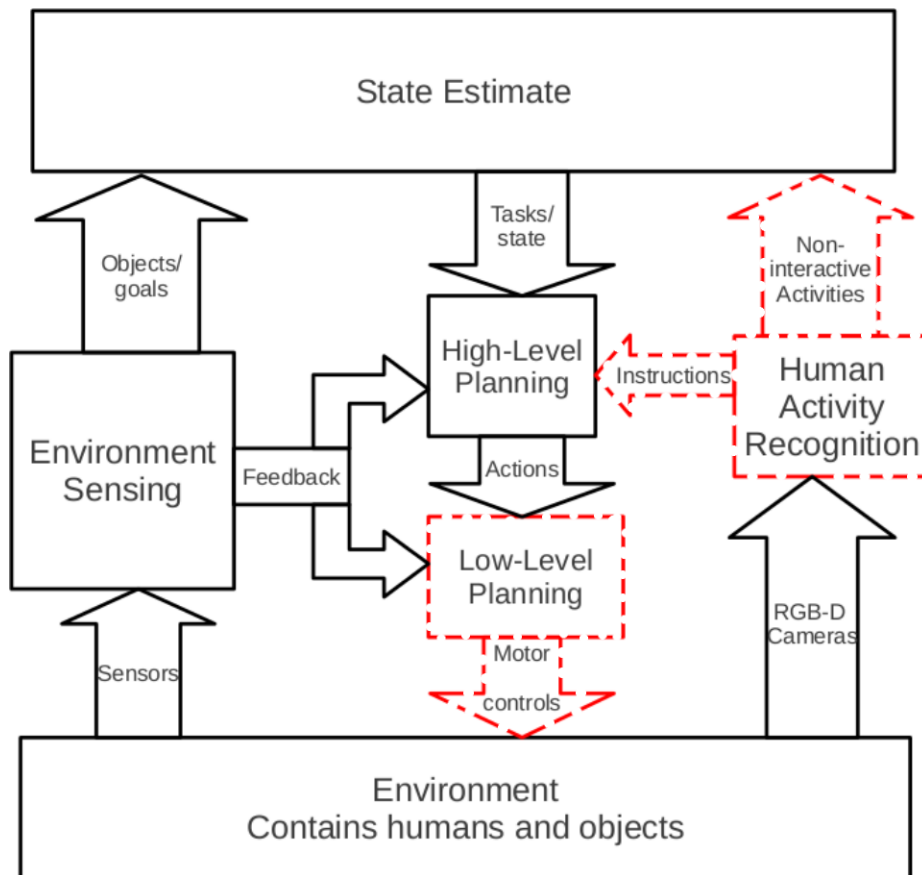 State Estimate
Objects/
goals
Tasks/
state
Non-
interactive
Activities
High-Level
Planning
Instructions
Human
Activity
Recognition
Environment
Sensing
Feedback
Actions
Low-Level
Planning
RGB-D
Cameras
Sensors
Motor
controls
Environment
Contains humans and objects